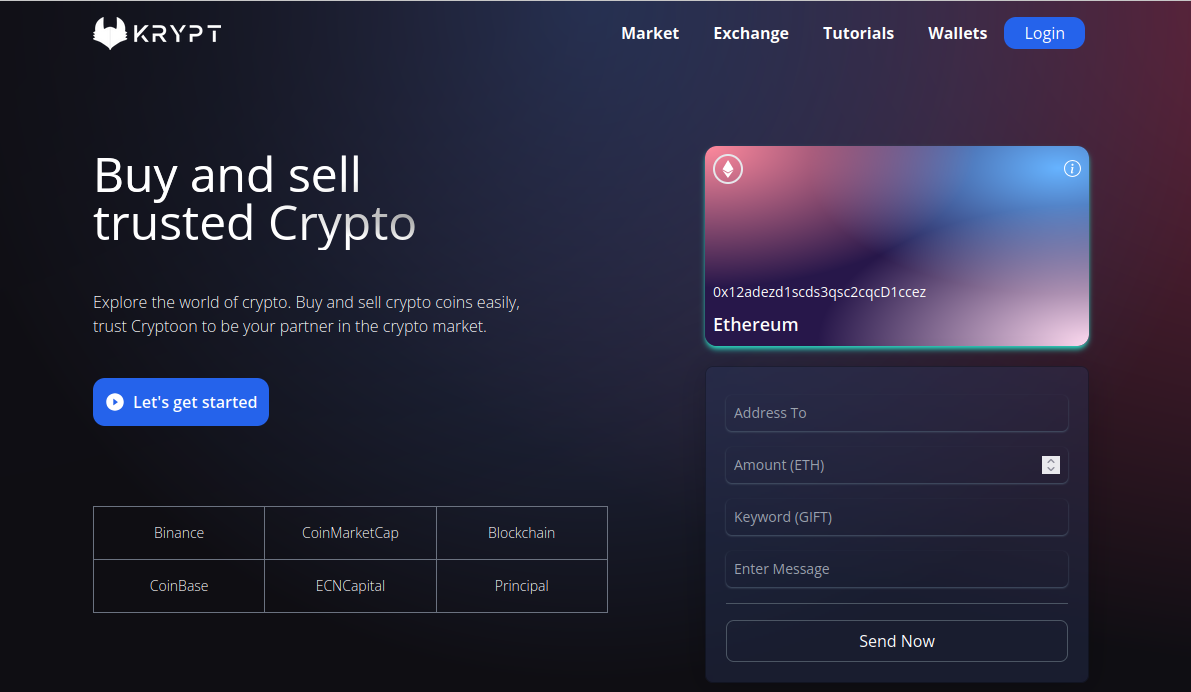 KRYPT
Market
Exchange
Tutorials
Wallets
Login
Buy and sell
trusted Crypto
Explore the world of crypto. Buy and sell crypto coins easily,
trust Cryptoon to be your partner in the crypto market.
Let's get started
Binance
CoinMarketCap
Blockchain
CoinBase
ECNCapital
Principal
0x12adezd1scds3qsc2cqcD1ccez
Ethereum
Address To
Amount (ETH)
Keyword (GIFT)
Enter Message
Send Now